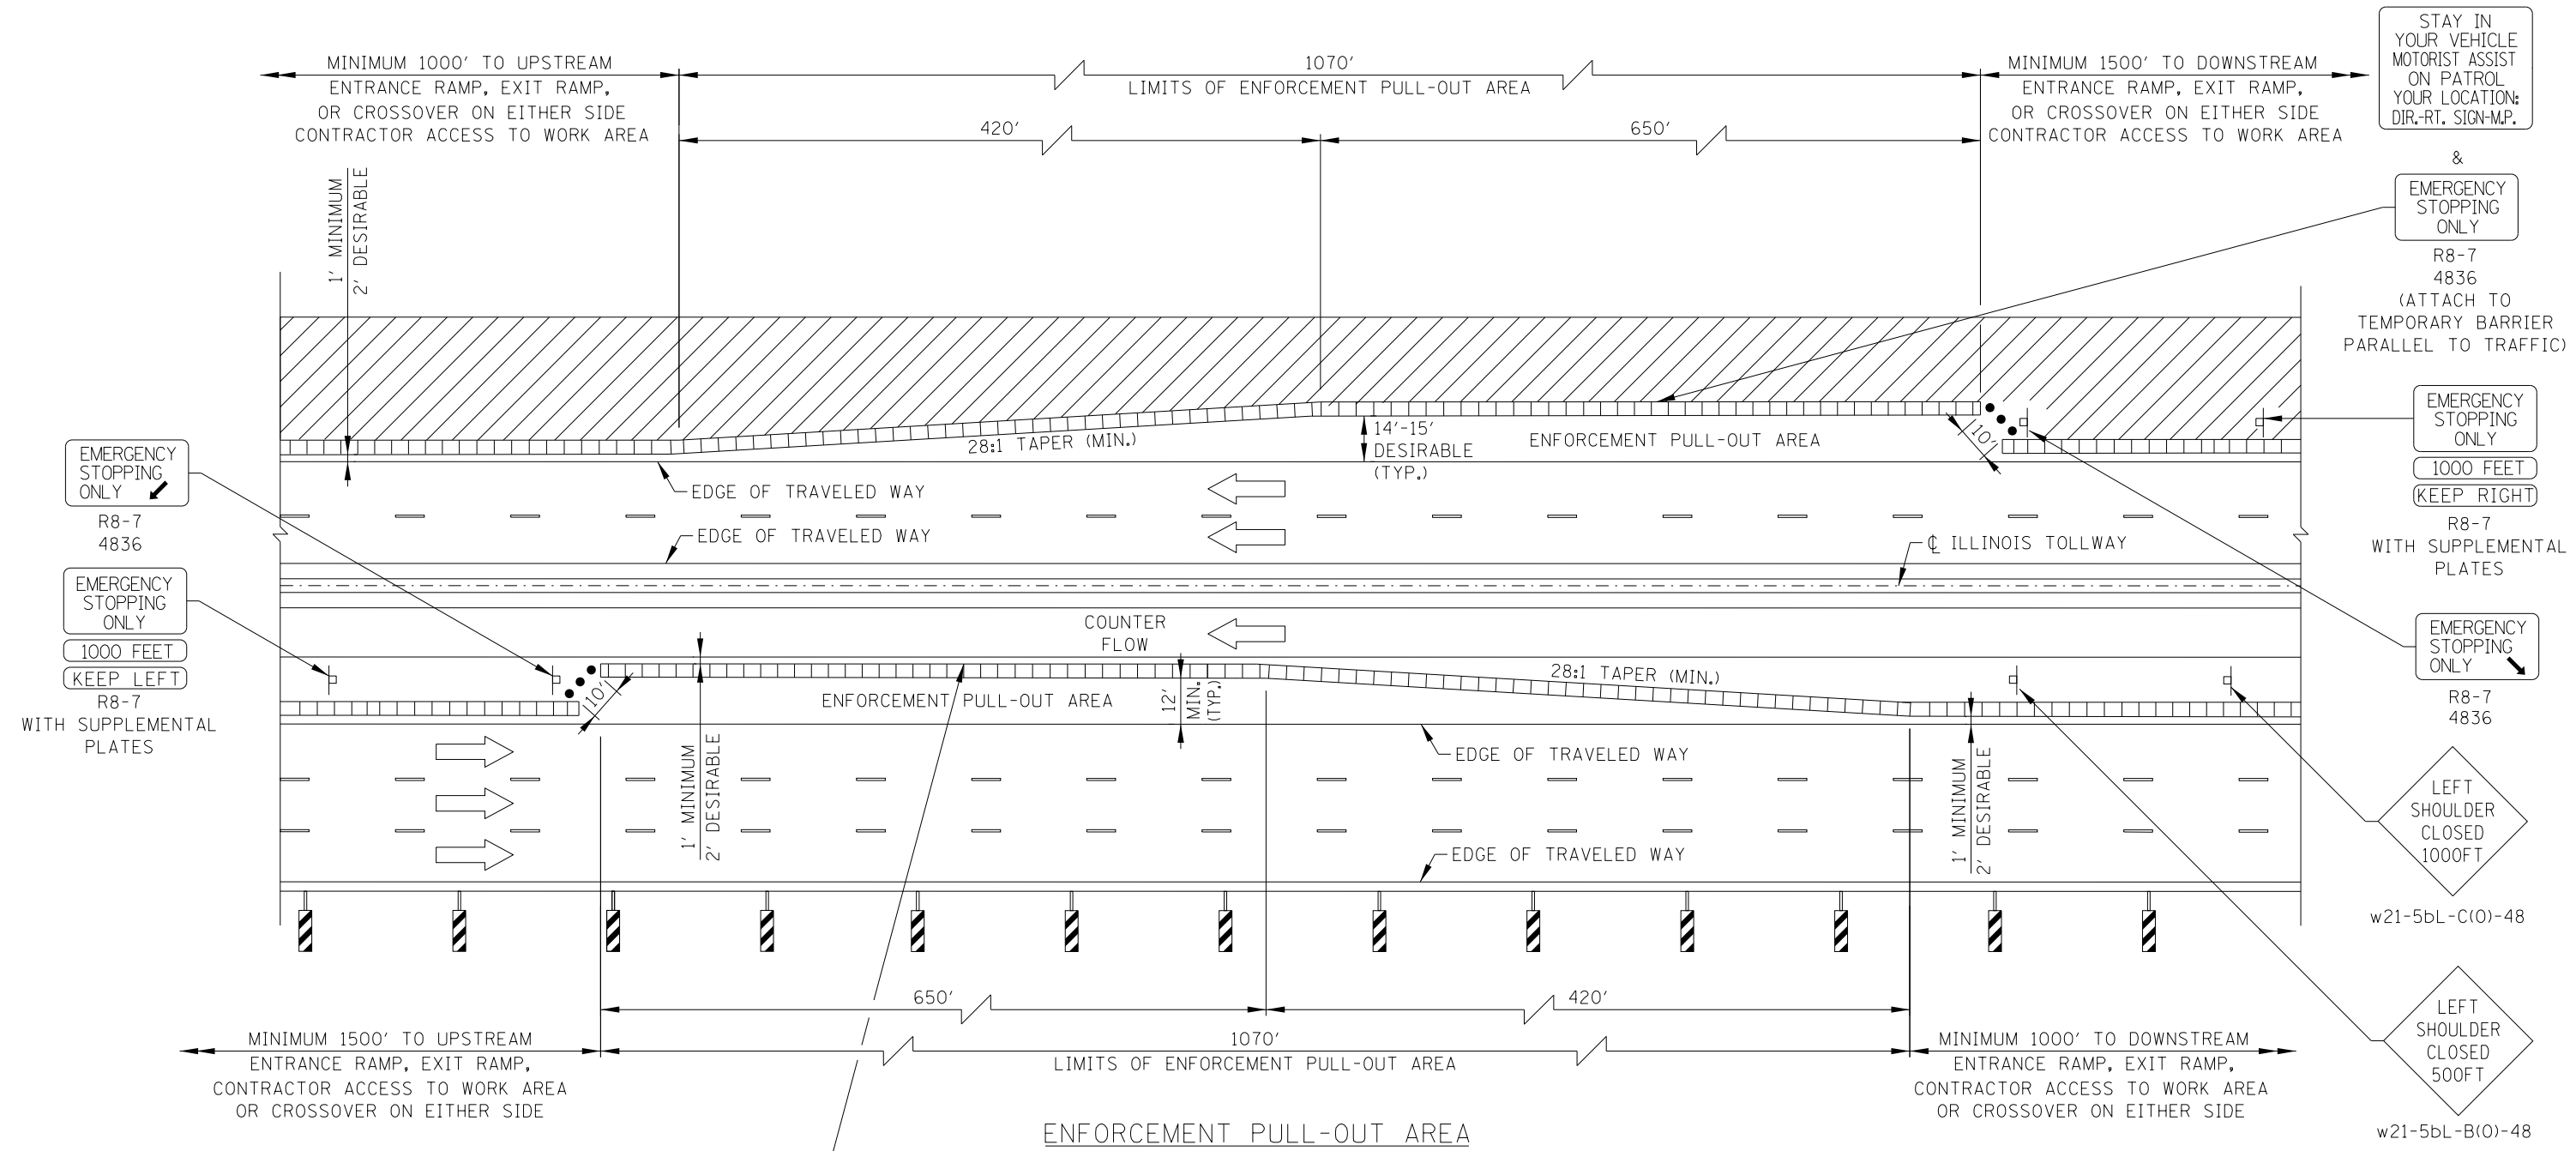 MINIMUM 1000' TO UPSTREAM
ENTRANCE RAMP, EXIT RAMP,
OR CROSSOVER ON EITHER SIDE
CONTRACTOR ACCESS TO WORK AREA
1070'
LIMITS OF ENFORCEMENT PULL-OUT AREA
420'
650'
MINIMUM 1500' TO DOWNSTREAM
ENTRANCE RAMP, EXIT RAMP,
OR CROSSOVER ON EITHER SIDE
CONTRACTOR ACCESS TO WORK AREA
STAY IN
YOUR VEHICLE
MOTORIST ASSIST
ON PATROL
YOUR LOCATION:
DIR.-RT. SIGN-M.P.
&
EMERGENCY
STOPPING
ONLY
R8-7
4836
(ATTACH TO
TEMPORARY BARRIER
PARALLEL TO TRAFFIC)
1' MINIMUM
2' DESIRABLE
28:1 TAPER (MIN.)
14'-15'
DESIRABLE
(TYP.)
ENFORCEMENT PULL-OUT AREA
10'
EMERGENCY
STOPPING
ONLY
1000 FEET
KEEP RIGHT
R8-7
WITH SUPPLEMENTAL
PLATES
EMERGENCY
STOPPING
ONLY
R8-7
4836
EDGE OF TRAVELED WAY
EDGE OF TRAVELED WAY
℄ ILLINOIS TOLLWAY
EMERGENCY
STOPPING
ONLY
1000 FEET
KEEP LEFT
R8-7
WITH SUPPLEMENTAL
PLATES
COUNTER
FLOW
10'
ENFORCEMENT PULL-OUT AREA
12'
MIN.
(TYP.)
28:1 TAPER (MIN.)
EMERGENCY
STOPPING
ONLY
R8-7
4836
1' MINIMUM
2' DESIRABLE
EDGE OF TRAVELED WAY
EDGE OF TRAVELED WAY
1' MINIMUM
2' DESIRABLE
LEFT
SHOULDER
CLOSED
1000FT
w21-5bL-C(O)-48
650'
420'
MINIMUM 1500' TO UPSTREAM
ENTRANCE RAMP, EXIT RAMP,
CONTRACTOR ACCESS TO WORK AREA
OR CROSSOVER ON EITHER SIDE
1070'
LIMITS OF ENFORCEMENT PULL-OUT AREA
MINIMUM 1000' TO DOWNSTREAM
ENTRANCE RAMP, EXIT RAMP,
CONTRACTOR ACCESS TO WORK AREA
OR CROSSOVER ON EITHER SIDE
LEFT
SHOULDER
CLOSED
500FT
w21-5bL-B(O)-48
ENFORCEMENT PULL-OUT AREA